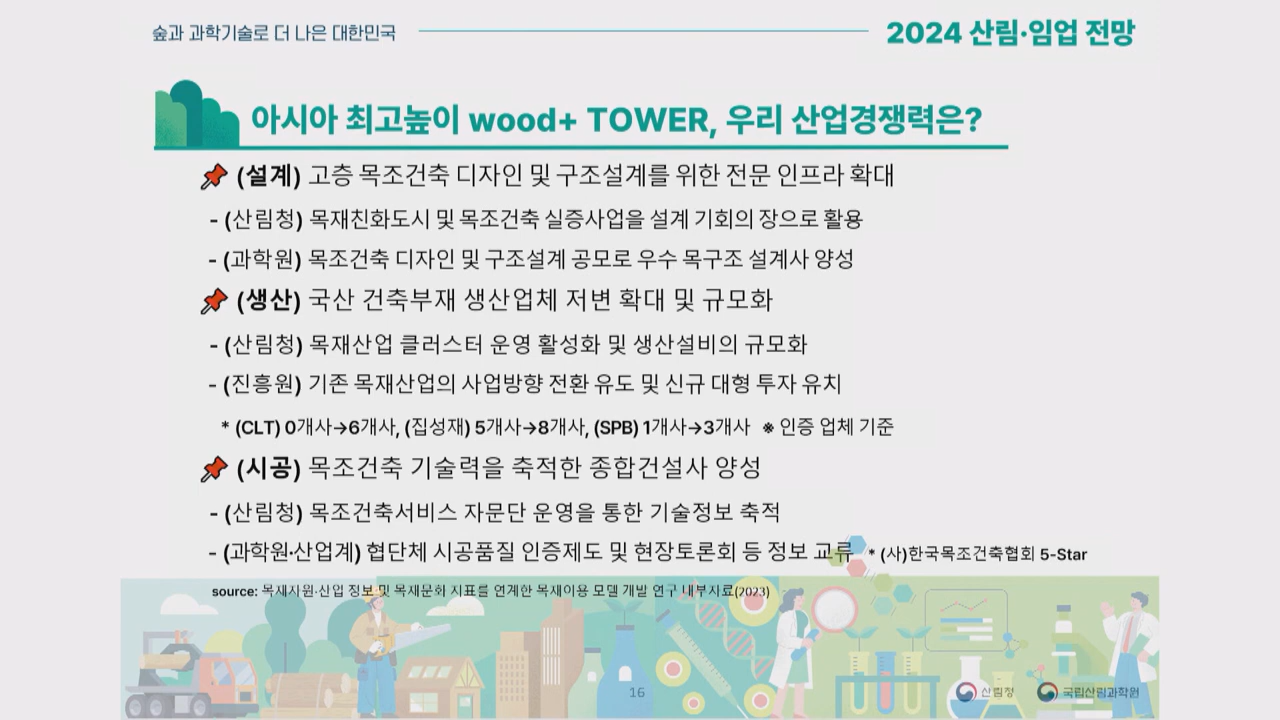 숲과 과학기술로 더 나은 대한민국
2024 산림·임업 전망
아시아 최고높이 wood+ TOWER, 우리 산업경쟁력은?
(설계) 고층 목조건축 디자인 및 구조설계를 위한 전문 인프라 확대
- (산림청) 목재친화도시 및 목조건축 실증사업을 설계 기회의 장으로 활용
- (과학원) 목조건축 디자인 및 구조설계 공모로 우수 목구조 설계사 양성
(생산) 국산 건축부재 생산업체 저변 확대 및 규모화
- (산림청) 목재산업 클러스터 운영 활성화 및 생산설비의 규모화
- (진흥원) 기존 목재산업의 사업방향 전환 유도 및 신규 대형 투자 유치
* (CLT) 0개사→6개사, (집성재) 5개사→8개사, (SPB) 1개사→3개사 ※ 인증 업체 기준
(시공) 목조건축 기술력을 축적한 종합건설사 양성
- (산림청) 목조건축서비스 자문단 운영을 통한 기술정보 축적
- (과학원·산업계) 협단체 시공품질 인증제도 및 현장토론회 등 정보 교류 * (사)한국목조건축협회 5-Star
source: 목재자원·산업 정보 및 목재문화 지표를 연계한 목재이용 모델 개발 연구 내부자료(2023)
16
산림청
국립산림과학원